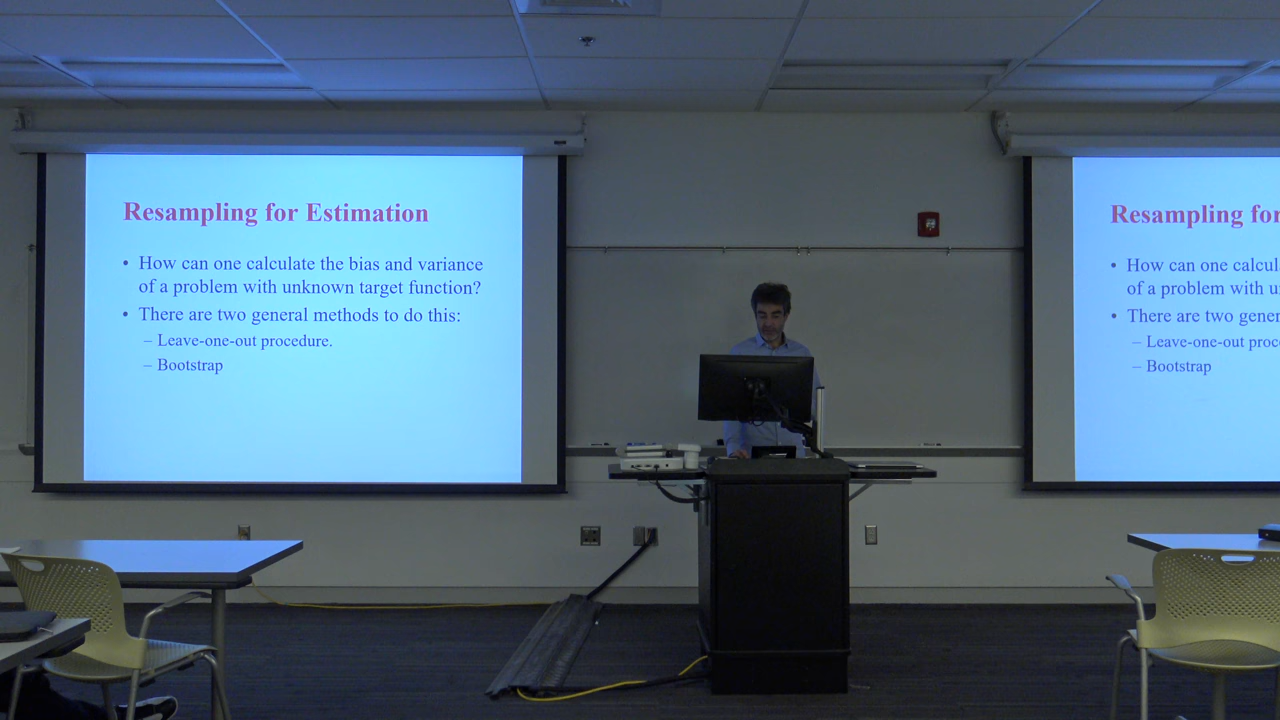 Resampling for Estimation
• How can one calculate the bias and variance
of a problem with unknown target function?
• There are two general methods to do this:
– Leave-one-out procedure.
– Bootstrap
Resampling for
• How can one calcul
of a problem with u
• There are two gener
– Leave-one-out proce
– Bootstrap